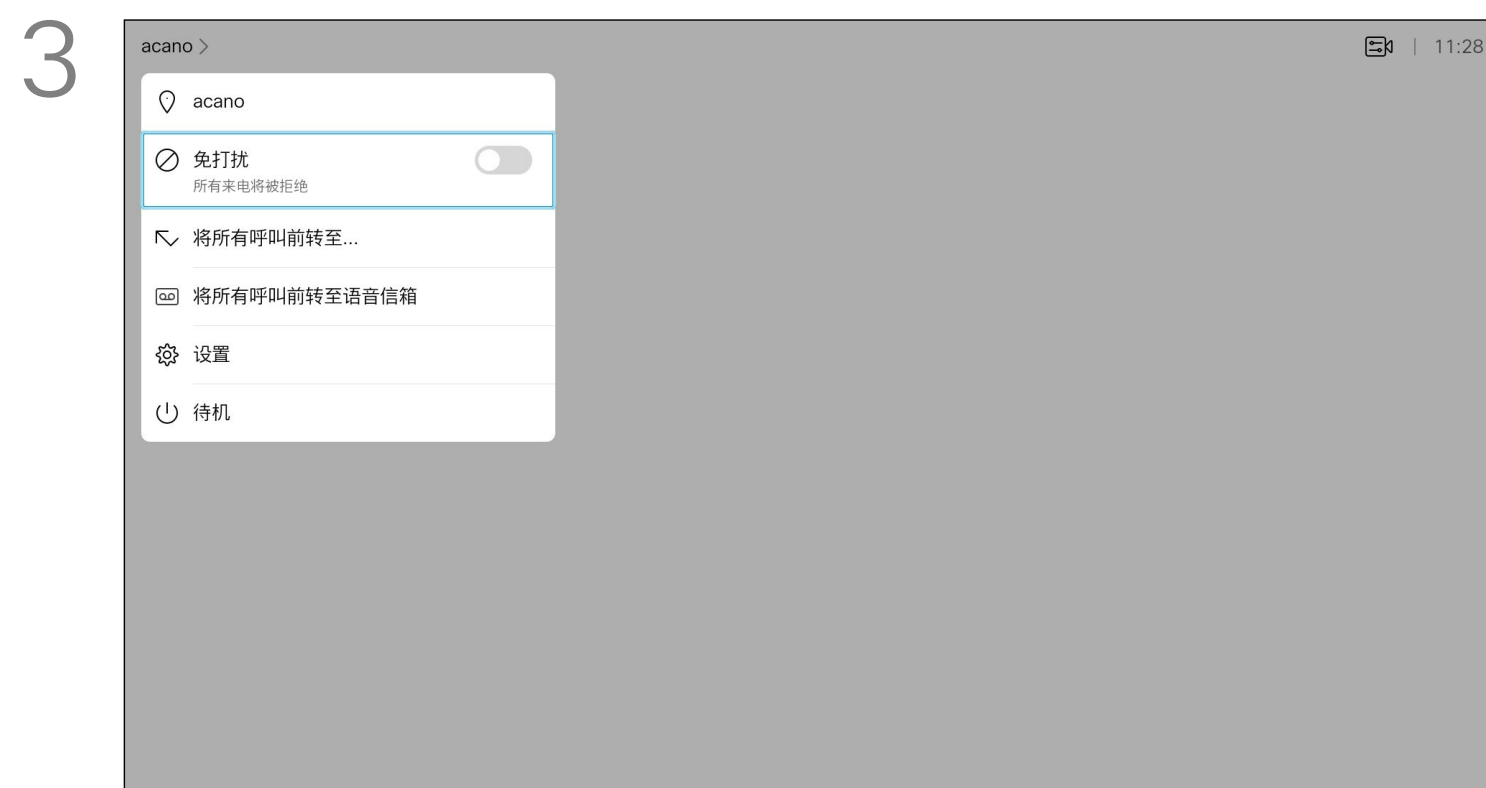 3
acano >
11:28
acano
免打扰
所有来电将被拒绝
将所有呼叫前转至...
将所有呼叫前转至语音信箱
设置
待机